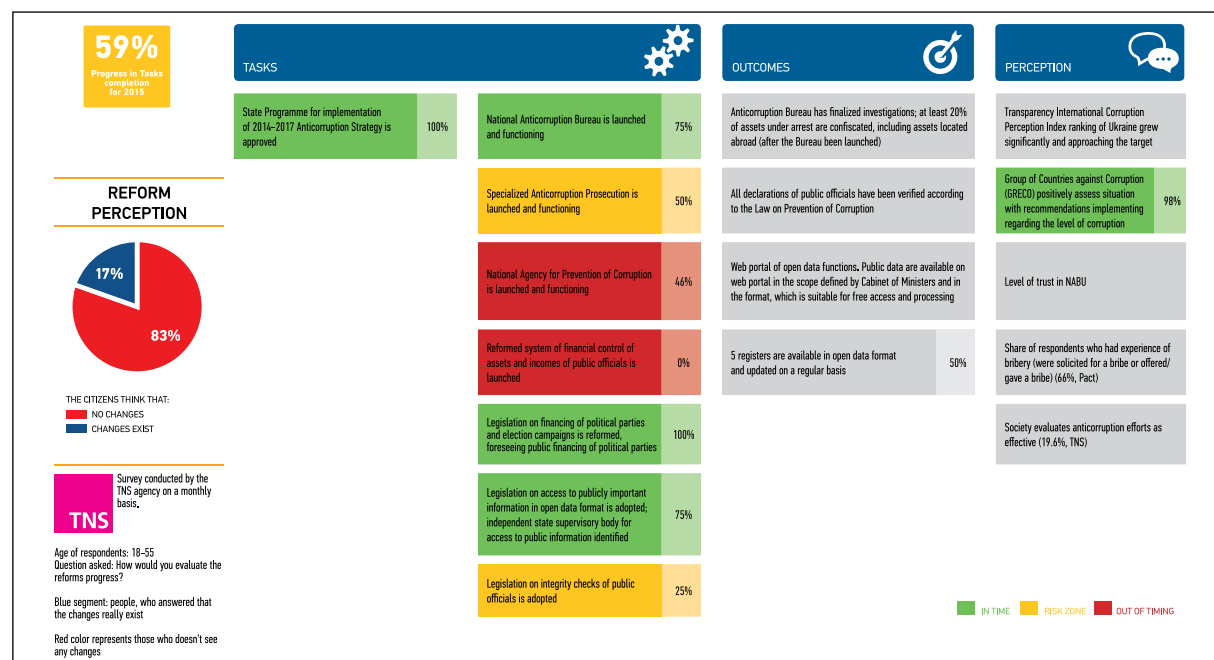 59%
Progress in Tasks
completion
for 2015
TASKS
OUTCOMES
PERCEPTION
State Programme for implementation
of 2014–2017 Anticorruption Strategy is
approved
100%
National Anticorruption Bureau is launched
and functioning
75%
Specialized Anticorruption Prosecution is
launched and functioning
50%
National Agency for Prevention of Corruption
is launched and functioning
46%
Reformed system of financial control of
assets and incomes of public officials is
launched
0%
Legislation on financing of political parties
and election campaigns is reformed,
foreseeing public financing of political parties
100%
Legislation on access to publicly important
information in open data format is adopted;
independent state supervisory body for
access to public information identified
75%
Legislation on integrity checks of public
officials is adopted
25%
Anticorruption Bureau has finalized investigations; at least 20%
of assets under arrest are confiscated, including assets located
abroad (after the Bureau been launched)
All declarations of public officials have been verified according
to the Law on Prevention of Corruption
Web portal of open data functions. Public data are available on
web portal in the scope defined by Cabinet of Ministers and in
the format, which is suitable for free access and processing
5 registers are available in open data format
and updated on a regular basis
50%
Transparency International Corruption
Perception Index ranking of Ukraine grew
significantly and approaching the target
Group of Countries against Corruption
(GRECO) positively assess situation
with recommendations implementing
regarding the level of corruption
98%
Level of trust in NABU
Share of respondents who had experience of
bribery (were solicited for a bribe or offered/
gave a bribe) (66%, Pact)
Society evaluates anticorruption efforts as
effective (19.6%, TNS)
REFORM
PERCEPTION
17%
83%
THE CITIZENS THINK THAT:
NO CHANGES
CHANGES EXIST
TNS
Survey conducted by the
TNS agency on a monthly
basis.
Age of respondents: 18–55
Question asked: How would you evaluate the
reforms progress?
Blue segment: people, who answered that
the changes really exist
Red color represents those who doesn't see
any changes
IN TIME
RISK ZONE
OUT OF TIMING